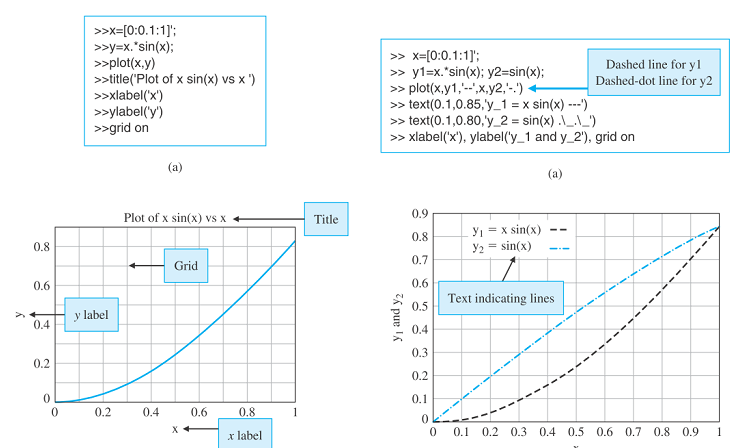 >>x=[0:0.1:1]';
>>y=x.*sin(x);
>>plot(x,y)
>>title('Plot of x sin(x) vs x ')
>>xlabel('x')
>>ylabel('y')
>>grid on
(a)
>> x=[0:0.1:1]';
>> y1=x.*sin(x); y2=sin(x);
>> plot(x,y1,'--',x,y2,'-.')
>> text(0.1,0.85,'y_1 = x sin(x) ---')
>> text(0.1,0.80,'y_2 = sin(x) .\_.\_')
>> xlabel('x'), ylabel('y_1 and y_2'), grid on
Dashed line for y1
Dashed-dot line for y2
(a)
Plot of x sin(x) vs x
Title
Grid
y label
y
0.8
0.6
0.4
0.2
0
0 0.2 0.4 0.6 0.8 1
x
x label
y₁ = x sin(x)
y₂ = sin(x)
Text indicating lines
y₁ and y₂
0.9
0.8
0.7
0.6
0.5
0.4
0.3
0.2
0.1
0
0 0.1 0.2 0.3 0.4 0.5 0.6 0.7 0.8 0.9 1